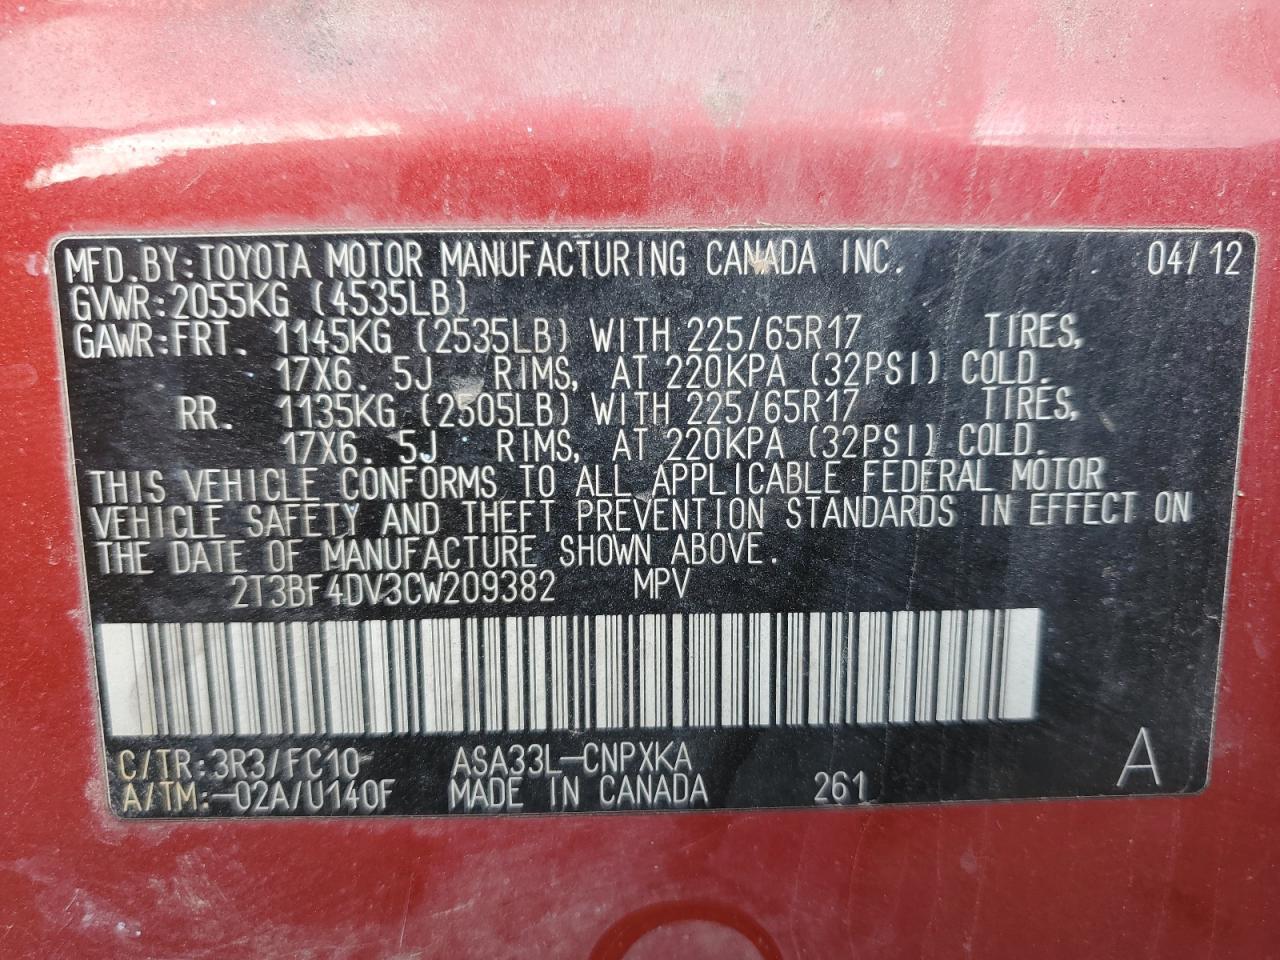 MFD.BY:TOYOTA MOTOR MANUFACTURING CANADA INC. 04/12
GVWR:2055KG (4535LB)
GAWR:FRT. 1145KG (2535LB) WITH 225/65R17 TIRES,
17X6. 5J RIMS, AT 220KPA (32PSI) COLD.
RR. 1135KG (2505LB) WITH 225/65R17 TIRES,
17X6. 5J RIMS, AT 220KPA (32PSI) COLD.
THIS VEHICLE CONFORMS TO ALL APPLICABLE FEDERAL MOTOR
VEHICLE SAFETY AND THEFT PREVENTION STANDARDS IN EFFECT ON
THE DATE OF MANUFACTURE SHOWN ABOVE.
2T3BF4DV3CW209382 MPV
C/TR:3R3/FC10 ASA33L-CNPXKA A
A/TM:-02A/U140F MADE IN CANADA 261